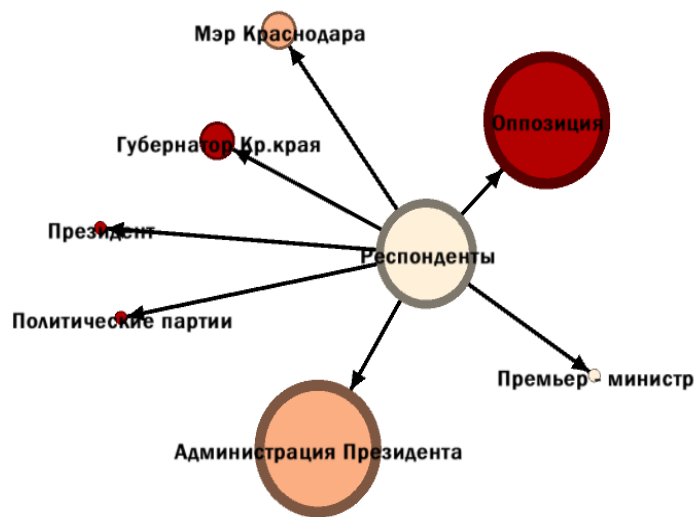 Мэр Краснодара
Оппозиция
Губернатор Кр.края
Президент
Респонденты
Политические партии
Премьер - министр
Администрация Президента